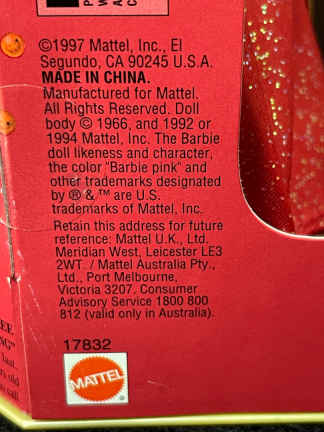 ©1997 Mattel, Inc., El
Segundo, CA 90245 U.S.A.
MADE IN CHINA.
Manufactured for Mattel.
All Rights Reserved. Doll
body © 1966, and 1992 or
1994 Mattel, Inc. The Barbie
doll likeness and character,
the color "Barbie pink" and
other trademarks designated
by ® & ™ are U.S.
trademarks of Mattel, Inc.
Retain this address for future
reference: Mattel U.K., Ltd.
Meridian West, Leicester LE3
2WT. / Mattel Australia Pty.,
Ltd., Port Melbourne,
Victoria 3207. Consumer
Advisory Service 1800 800
812 (valid only in Australia).
17832
MATTEL